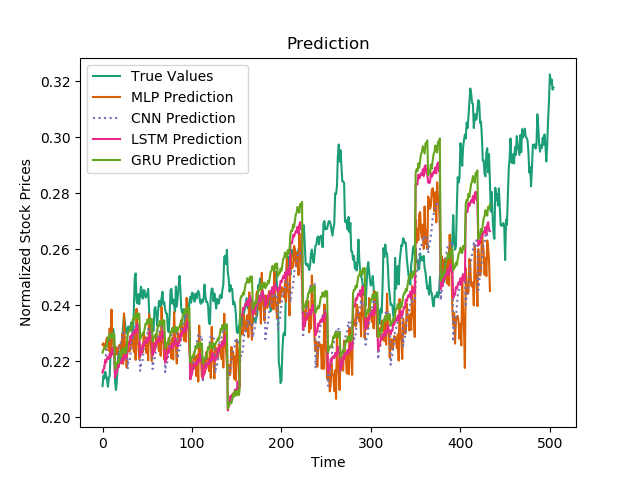 Prediction
True Values
MLP Prediction
CNN Prediction
LSTM Prediction
GRU Prediction
Normalized Stock Prices
0.32
0.30
0.28
0.26
0.24
0.22
0.20
0
100
200
300
400
500
Time